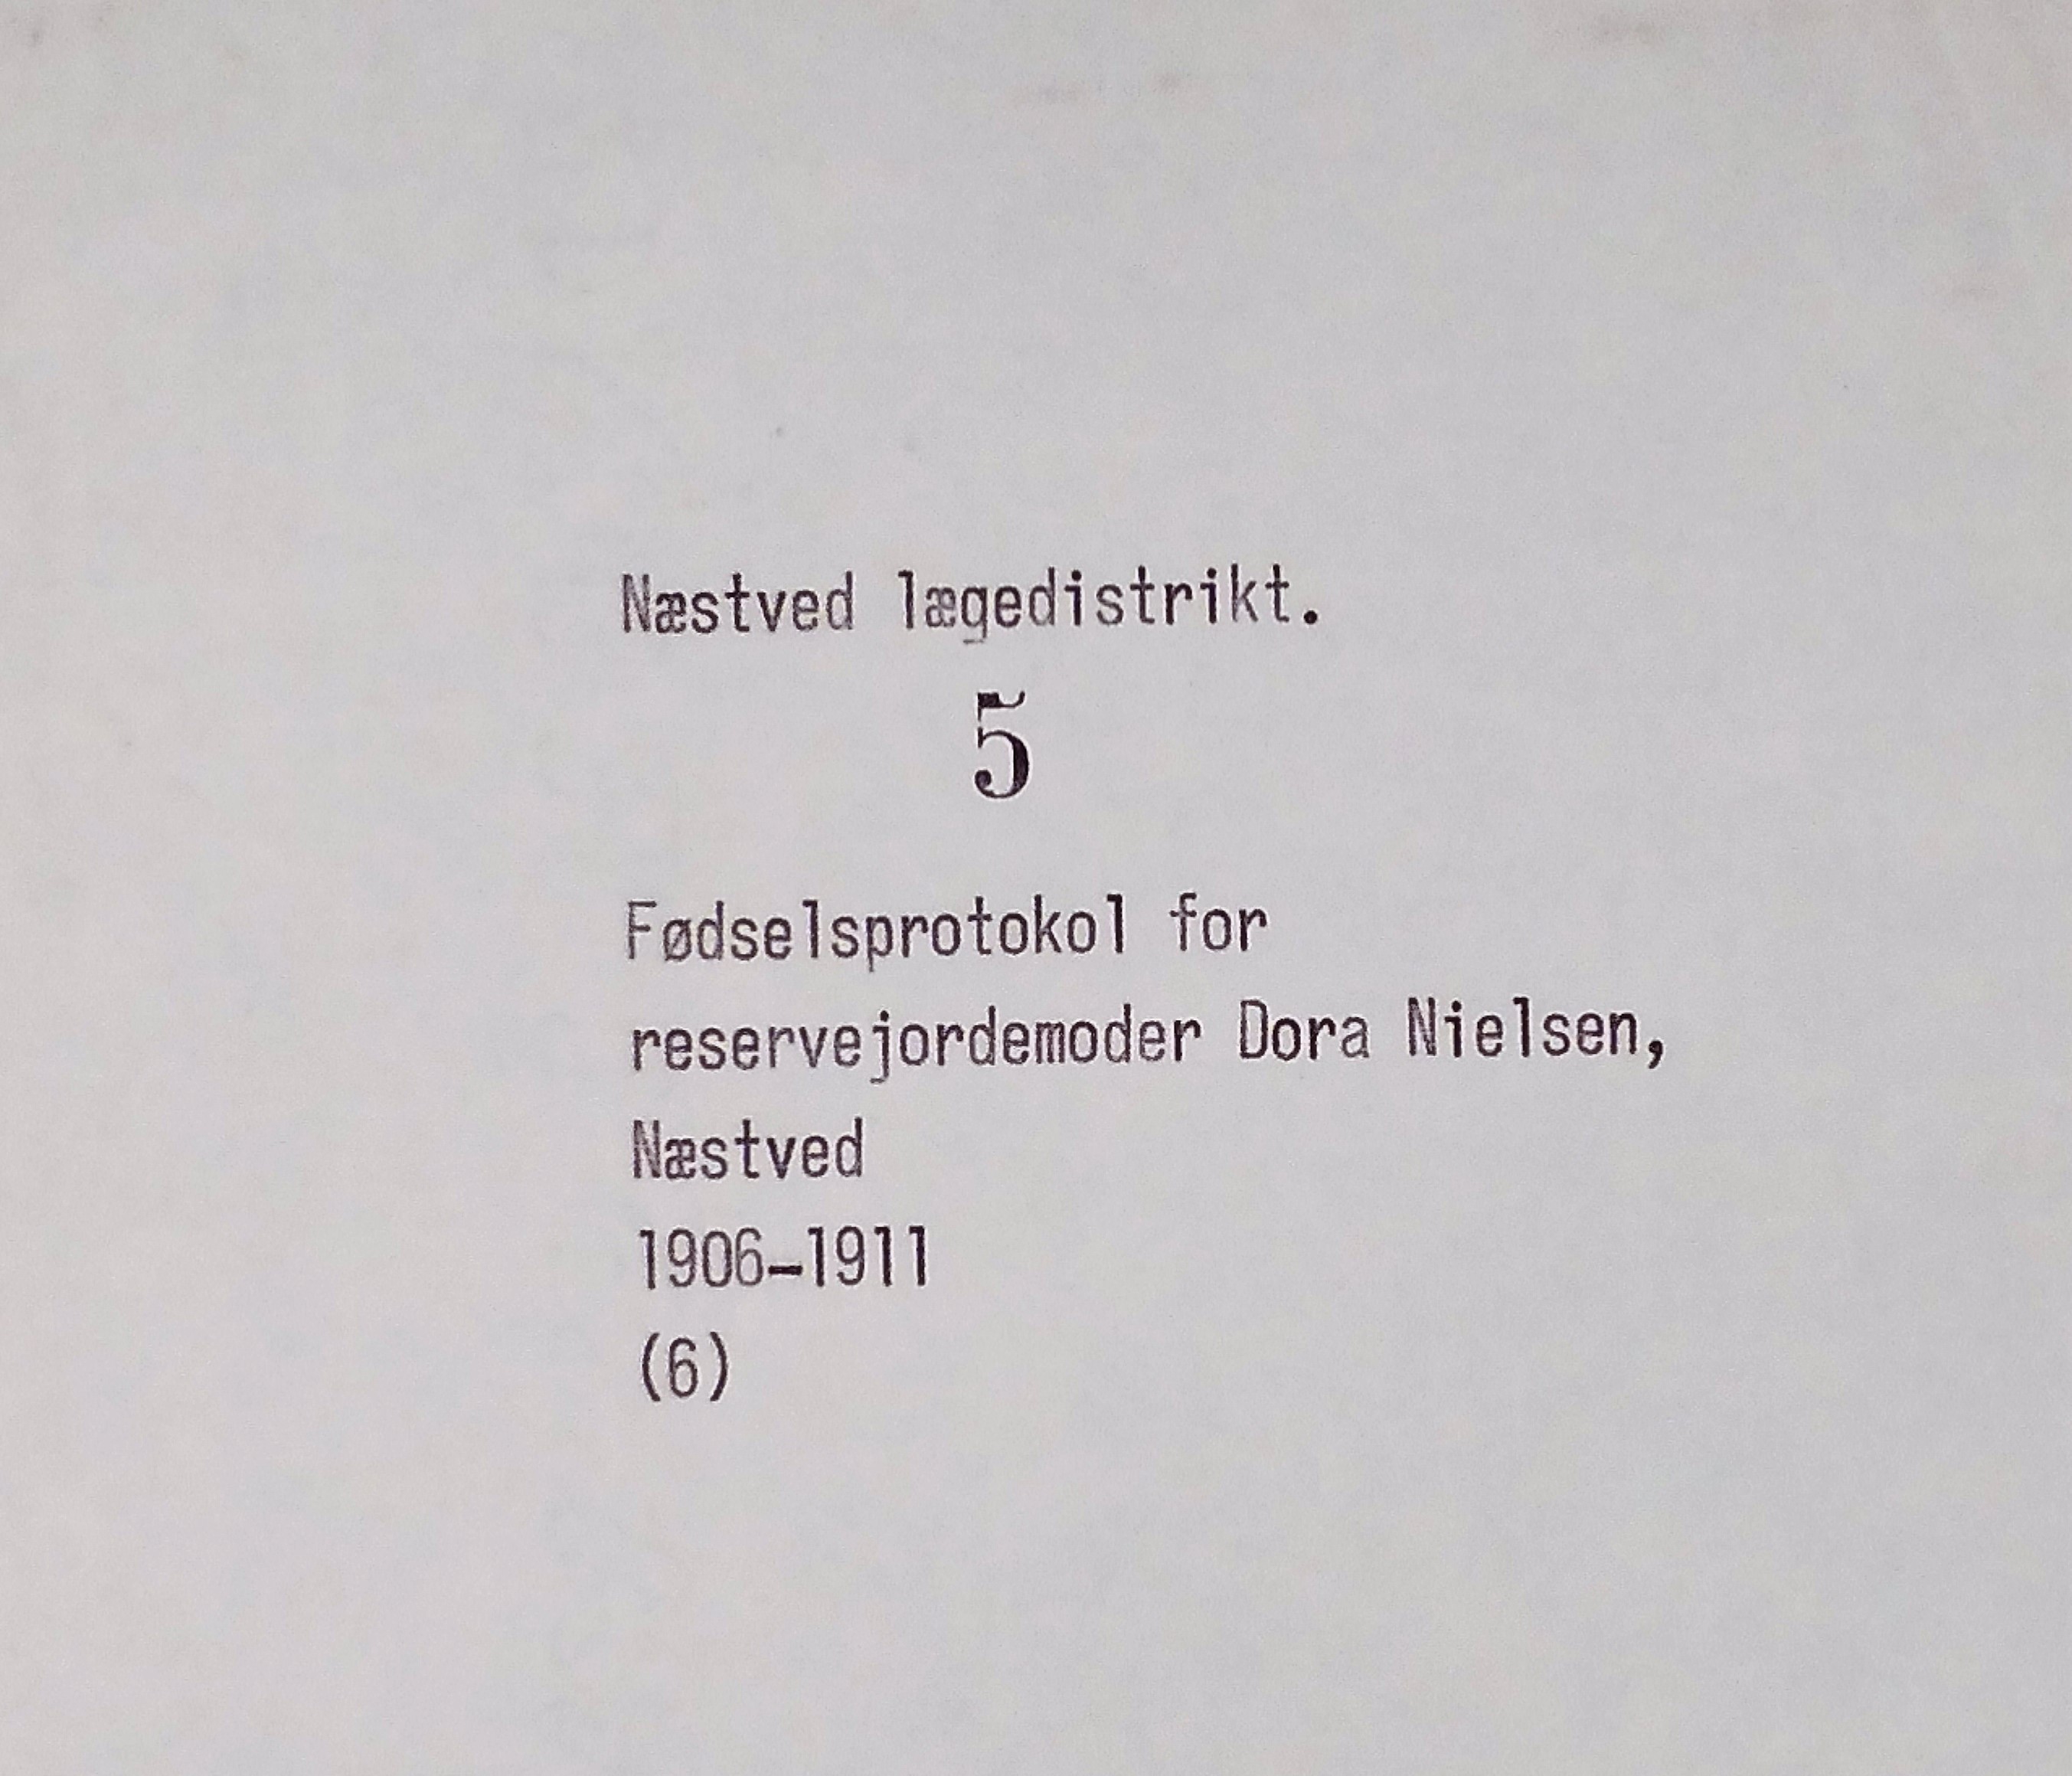 Næstved lægedistrikt.
5
Fødselsprotokol for
reservejordemoder Dora Nielsen,
Næstved
1906-1911
(6)